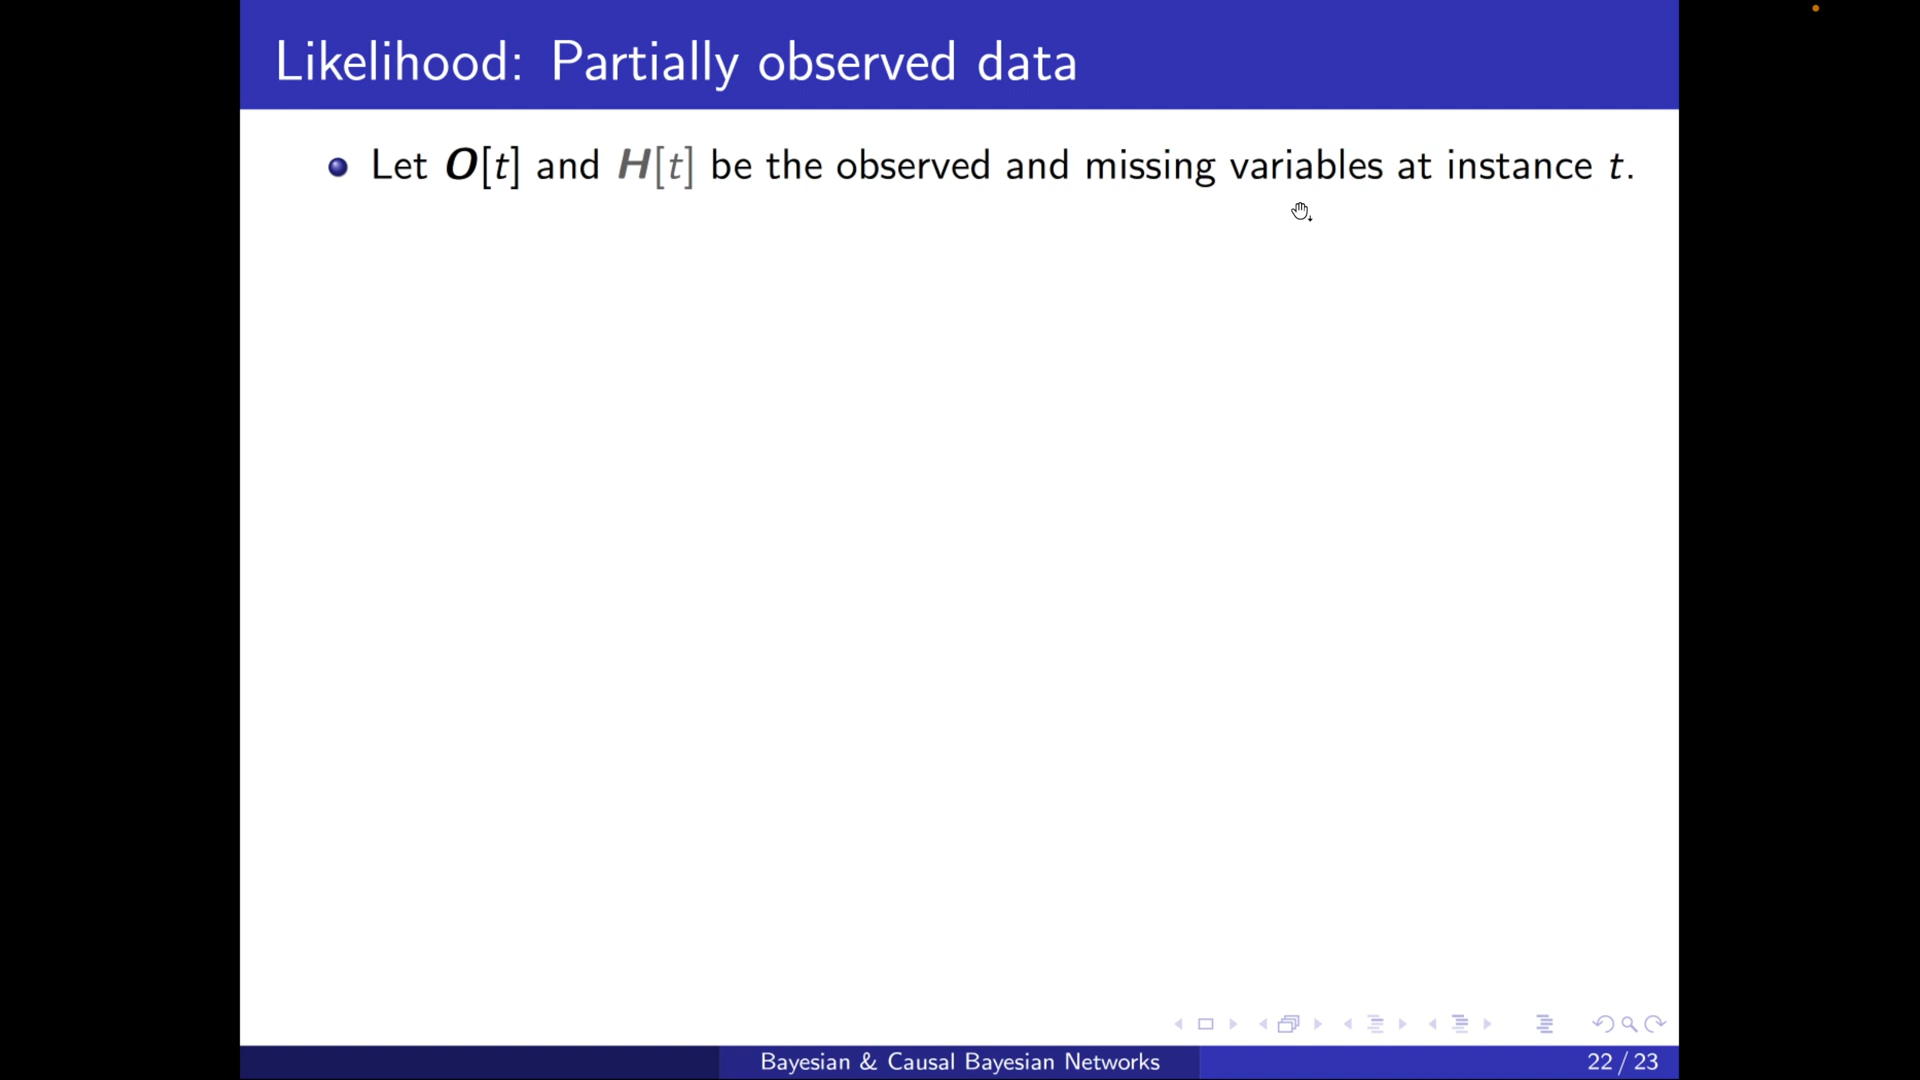 Likelihood: Partially observed data
Let O[t] and H[t] be the observed and missing variables at instance t.
Bayesian & Causal Bayesian Networks
22 / 23